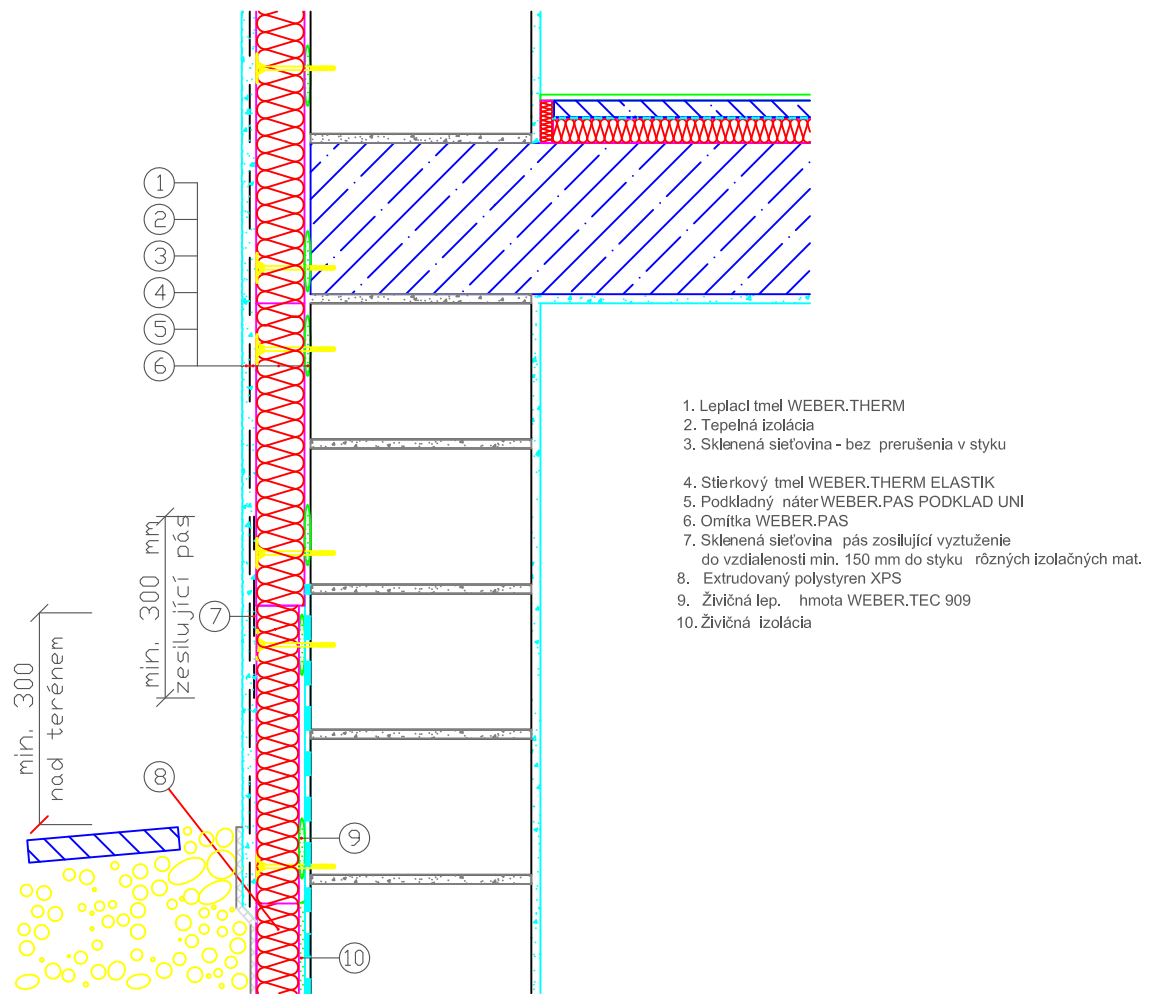 1
2
3
4
5
6
min. 300 mm
zesilující pás
7
min. 300
nad terénem
8
9
10
1. Leplací tmel WEBER.THERM
2. Tepelná izolácia
3. Sklenená sieťovina - bez prerušenia v styku
4. Stierkový tmel WEBER.THERM ELASTIK
5. Podkladný náter WEBER.PAS PODKLAD UNI
6. Omítka WEBER.PAS
7. Sklenená sieťovina pás zosilující vyztuženie
do vzdialenosti min. 150 mm do styku rôzných izolačných mat.
8. Extrudovaný polystyren XPS
9. Živičná lep. hmota WEBER.TEC 909
10. Živičná izolácia